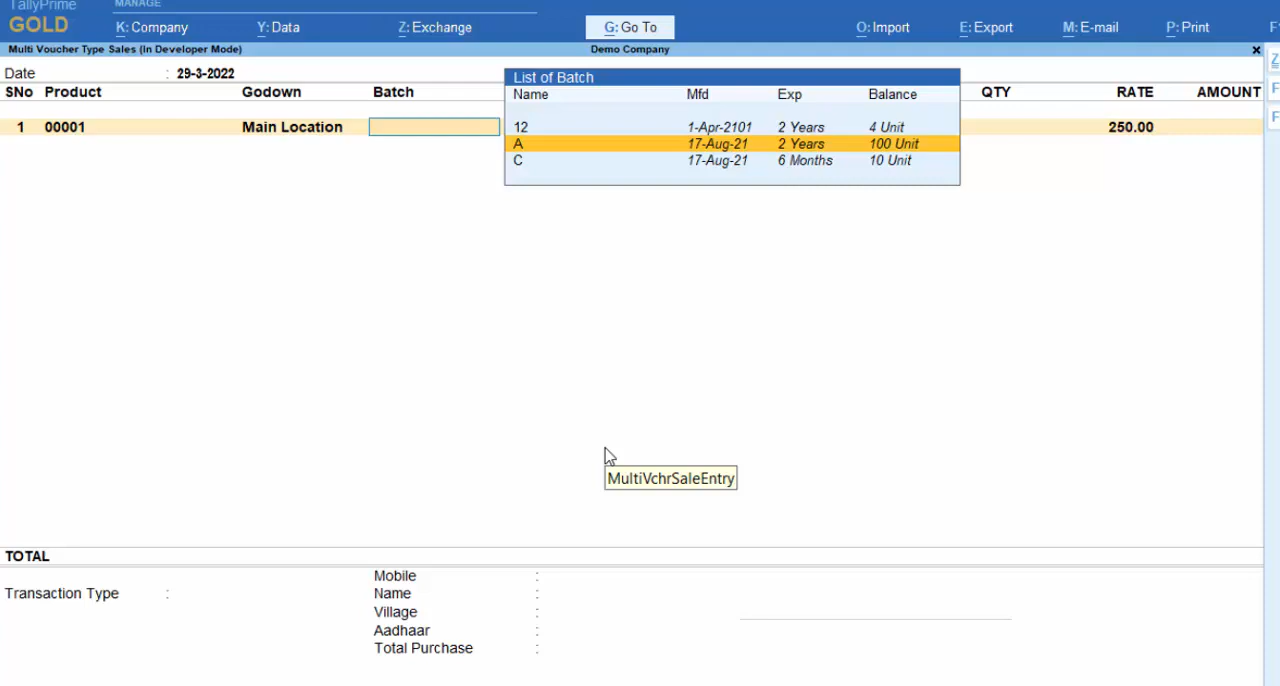 TallyPrime MANAGE
GOLD K: Company Y: Data Z: Exchange G: Go To O: Import E: Export M: E-mail P: Print F
Multi Voucher Type Sales (In Developer Mode) Demo Company x
Z
Date : 29-3-2022 List of Batch
F
SNo Product Godown Batch Name Mfd Exp Balance QTY RATE AMOUNT
F
1 00001 Main Location 12 1-Apr-2101 2 Years 4 Unit 250.00
A 17-Aug-21 2 Years 100 Unit
C 17-Aug-21 6 Months 10 Unit
MultiVchrSaleEntry
TOTAL
Mobile :
Transaction Type : Name :
Village :
Aadhaar :
Total Purchase :